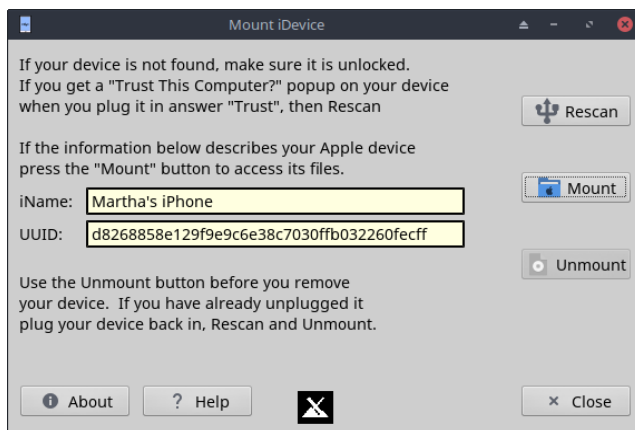 Mount iDevice
If your device is not found, make sure it is unlocked.
If you get a "Trust This Computer?" popup on your device
when you plug it in answer "Trust", then Rescan
Rescan
If the information below describes your Apple device
press the "Mount" button to access its files.
Mount
iName: Martha's iPhone
UUID: d8268858e129f9e9c6e38c7030ffb032260fecff
Unmount
Use the Unmount button before you remove
your device. If you have already unplugged it
plug your device back in, Rescan and Unmount.
About
? Help
Close